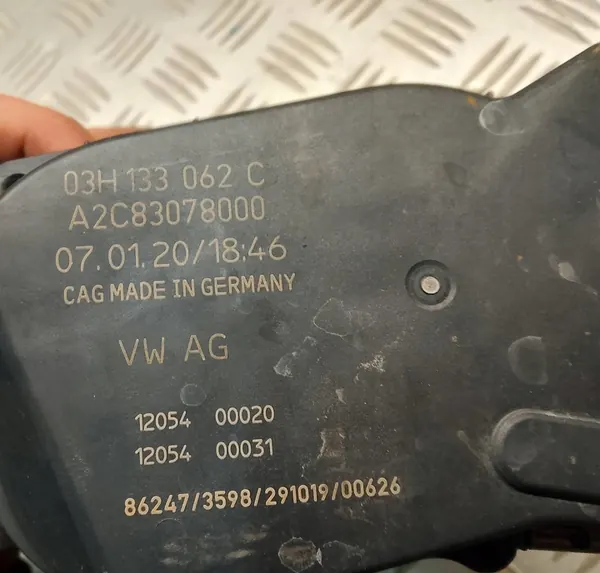 03H 133 062 C
A2C83078000
07.01.20/18:46
CAG MADE IN GERMANY
VW AG
12054 00020
12054 00031
86247/3598/291019/00626